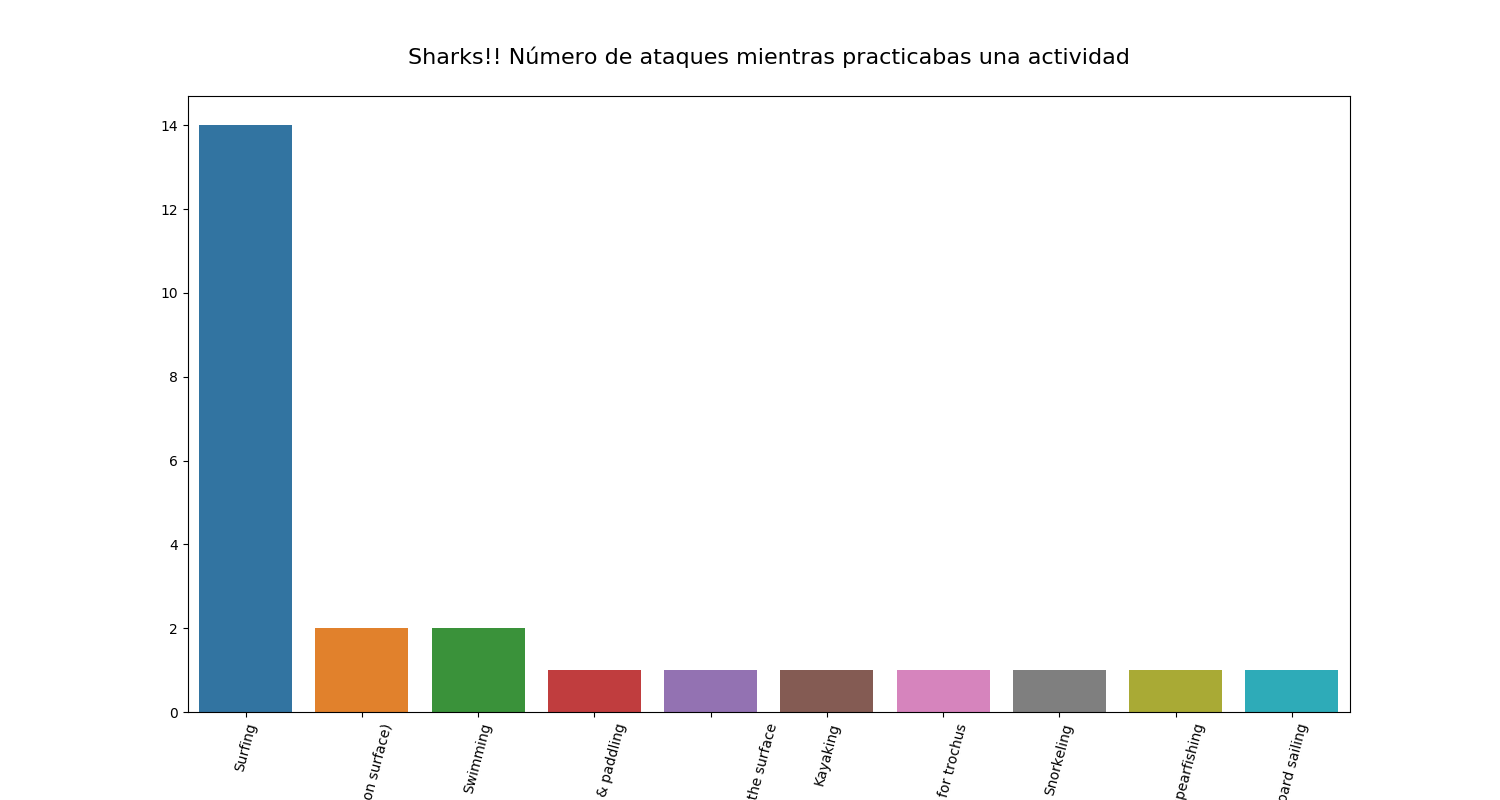 Sharks!! Número de ataques mientras practicabas una actividad
14
12
10
8
6
4
2
0
Surfing
on surface)
Swimming
& paddling
the surface
Kayaking
for trochus
Snorkeling
pearfishing
oard sailing